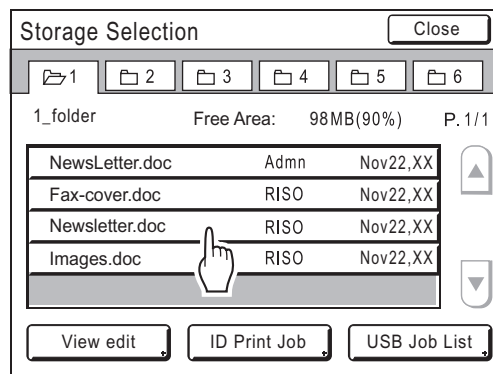 Storage Selection Close
1 2 3 4 5 6
1_folder Free Area: 98MB(90%) P.1/1
NewsLetter.doc Admn Nov22,XX
Fax-cover.doc RISO Nov22,XX
Newsletter.doc RISO Nov22,XX
Images.doc RISO Nov22,XX
View edit ID Print Job USB Job List